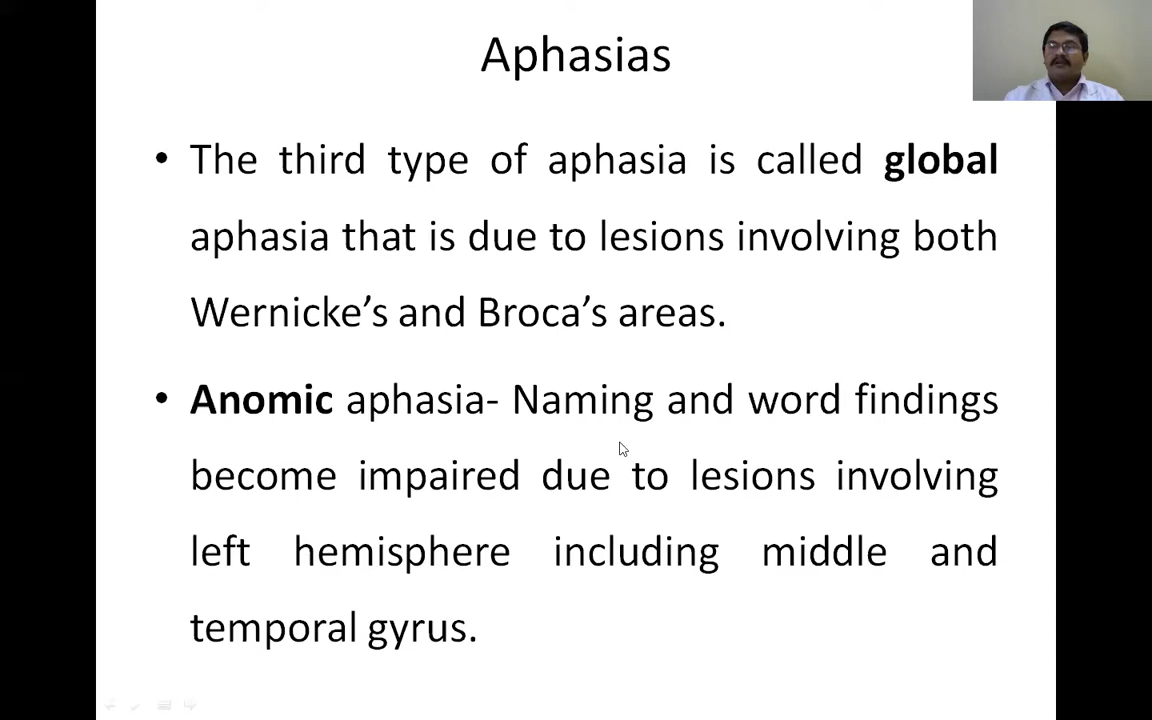 Aphasias
• The third type of aphasia is called global
aphasia that is due to lesions involving both
Wernicke’s and Broca’s areas.
• Anomic aphasia- Naming and word findings
become impaired due to lesions involving
left hemisphere including middle and
temporal gyrus.